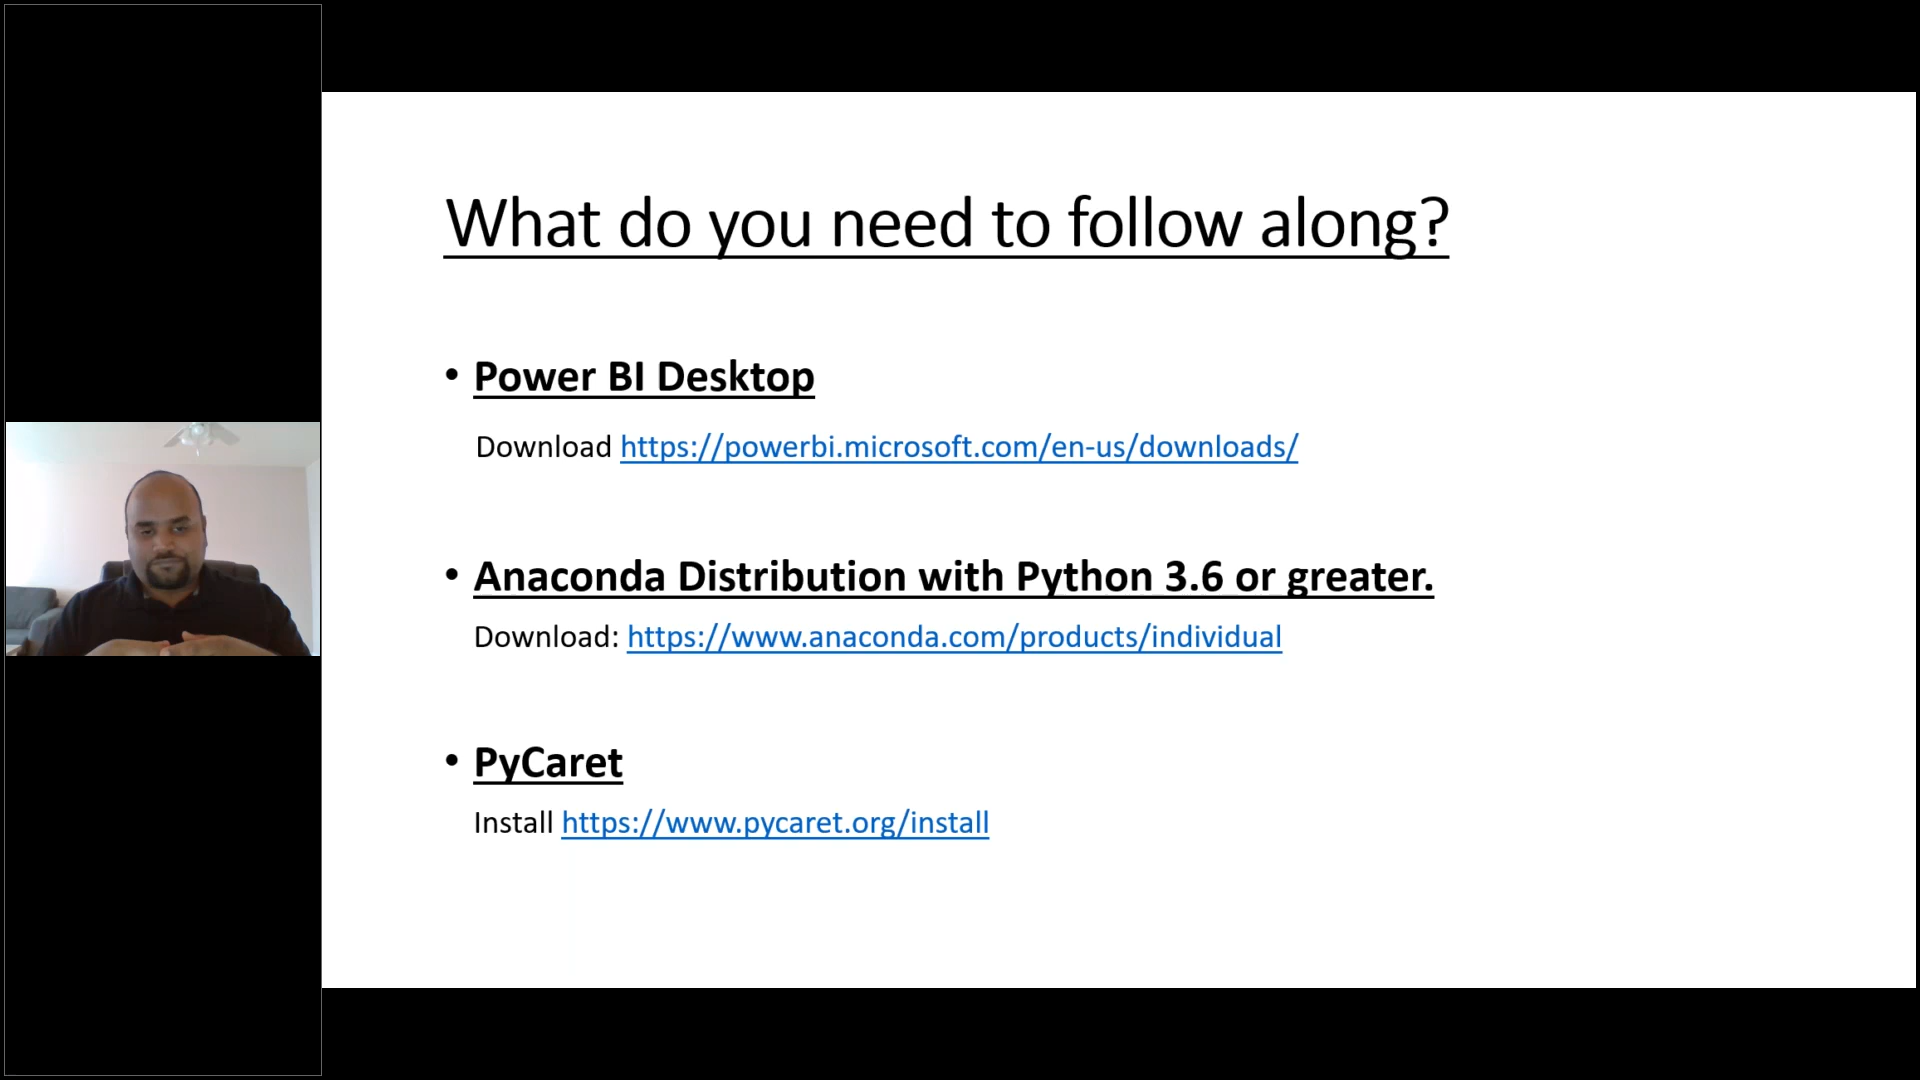 What do you need to follow along?
• Power BI Desktop
Download https://powerbi.microsoft.com/en-us/downloads/
• Anaconda Distribution with Python 3.6 or greater.
Download: https://www.anaconda.com/products/individual
• PyCaret
Install https://www.pycaret.org/install